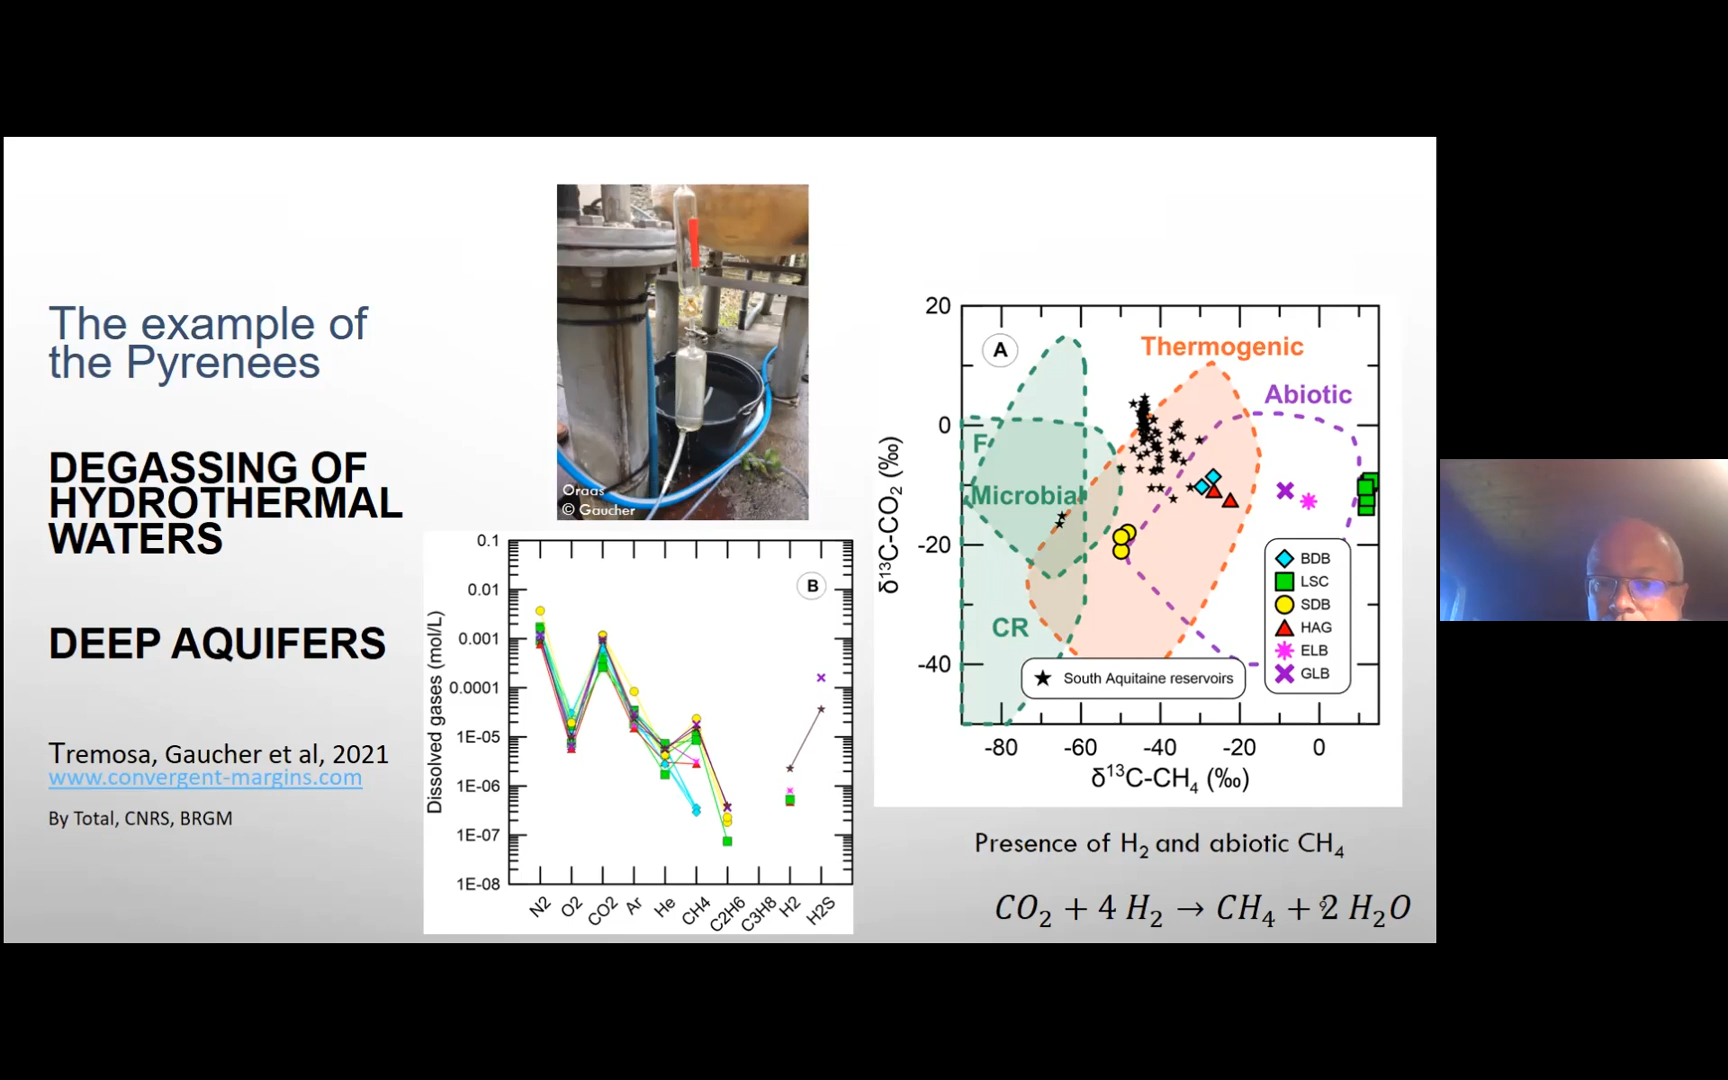 The example of
the Pyrenees
DEGASSING OF
HYDROTHERMAL
WATERS
DEEP AQUIFERS
Tremosa, Gaucher et al, 2021
www.convergent-margins.com
By Total, CNRS, BRGM
Oraas
© Gaucher
B
Dissolved gases (mol/L)
0.1
0.01
0.001
0.0001
1E-05
1E-06
1E-07
1E-08
N2 O2 CO2 Ar He CH4 C2H6 C3H8 H2 H2S
A
Thermogenic
Abiotic
F
Microbial
CR
δ¹³C-CO₂ (‰)
20
0
-20
-40
BDB
LSC
SDB
HAG
ELB
GLB
South Aquitaine reservoirs
-80 -60 -40 -20 0
δ¹³C-CH₄ (‰)
Presence of H₂ and abiotic CH₄
CO₂ + 4 H₂ → CH₄ + 2 H₂O